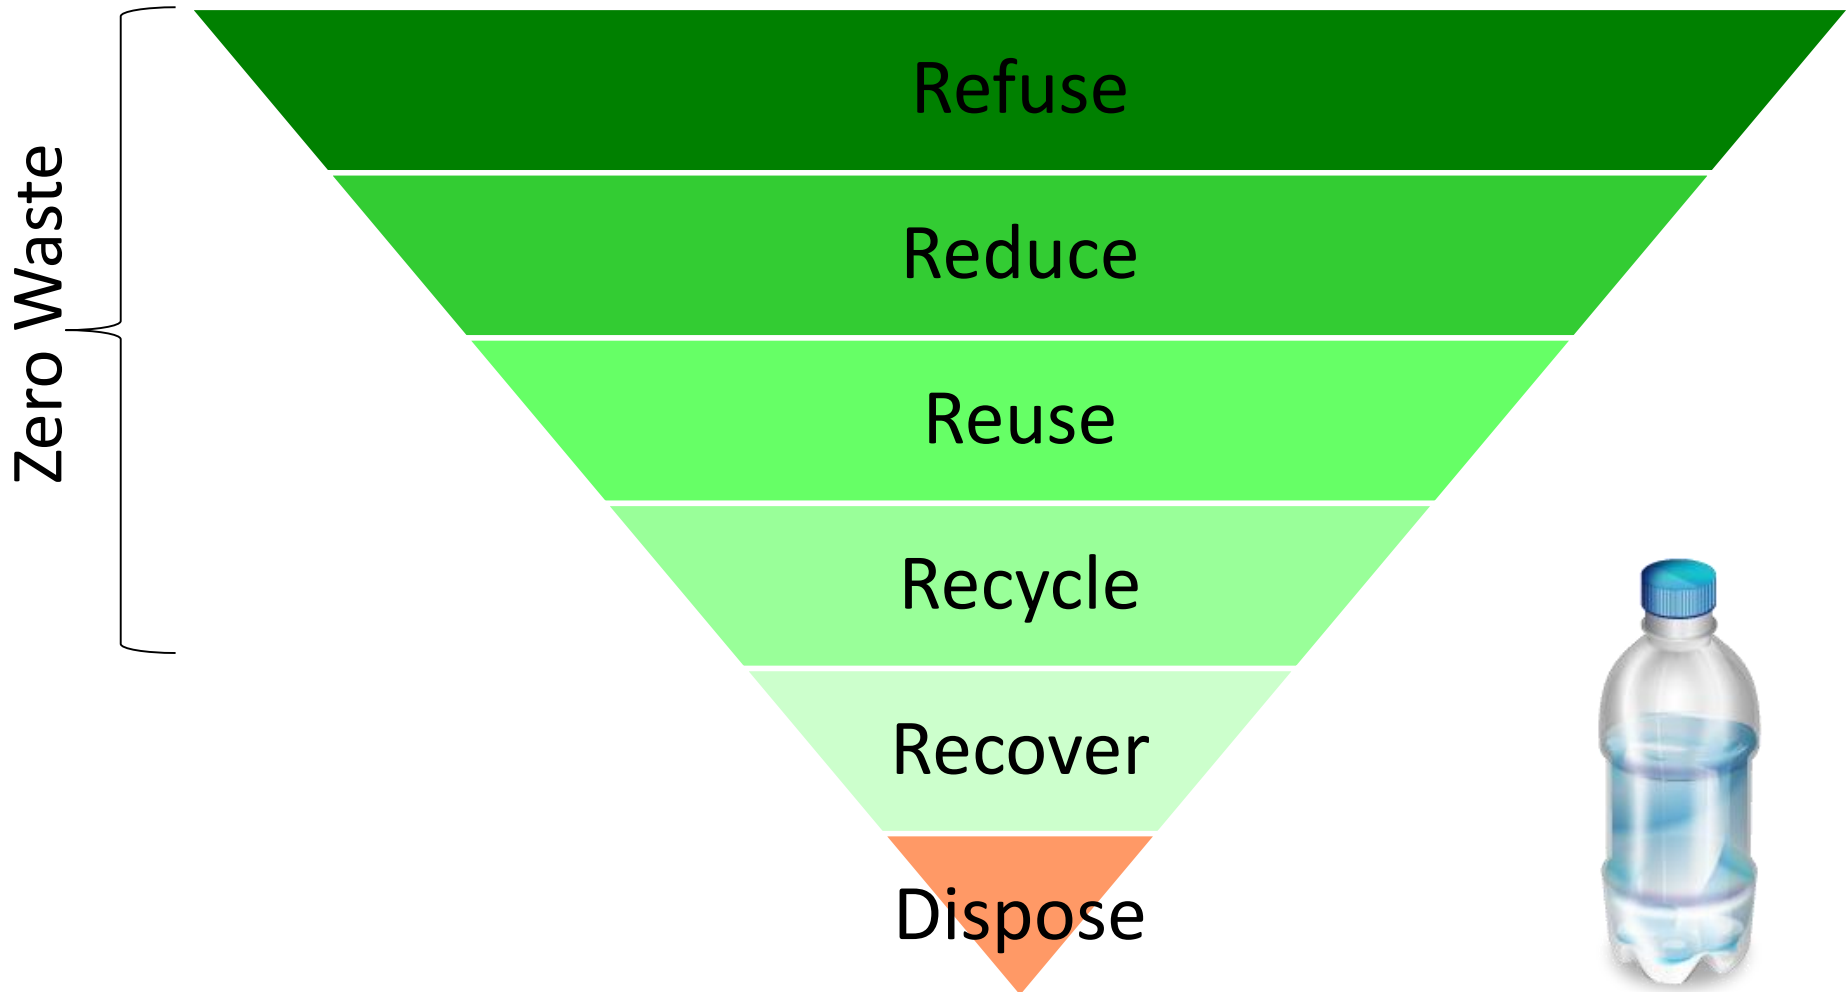 Zero Waste
Refuse
Reduce
Reuse
Recycle
Recover
Dispose